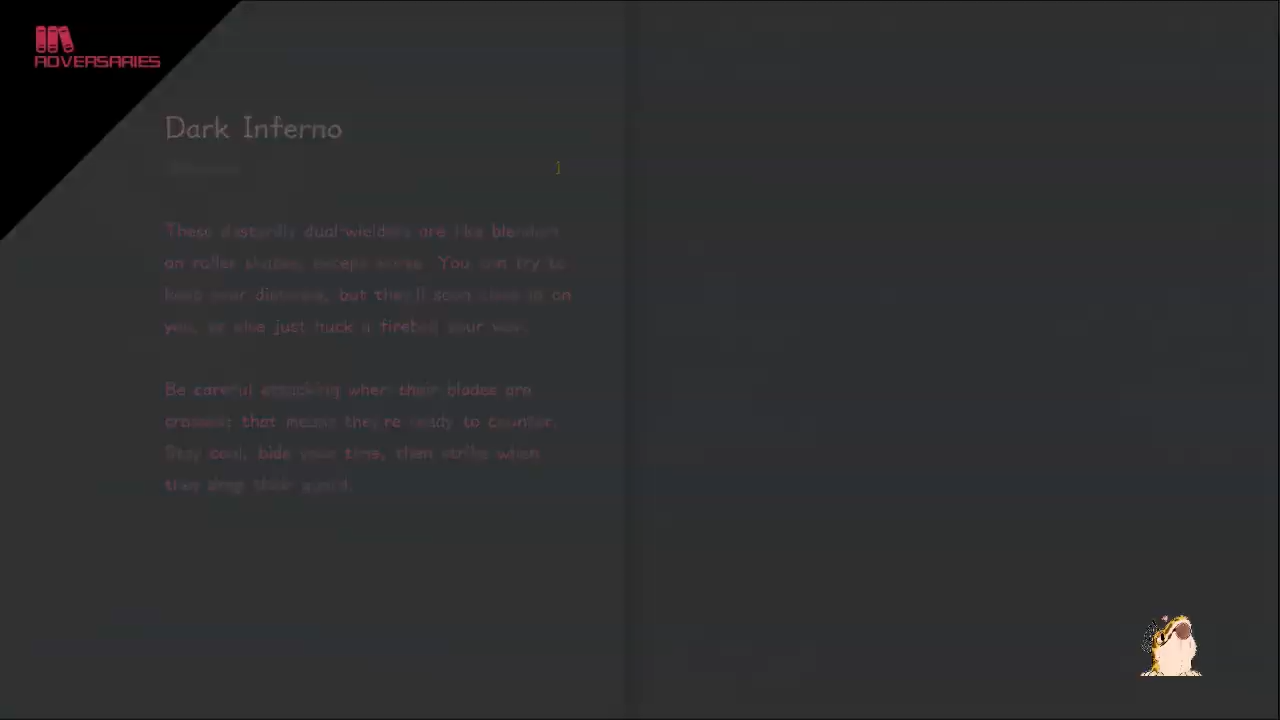 ADVERSARIES
Dark Inferno
1
These dastardly dual-wielders are like blenders
on roller skates, except worse. You can try to
keep your distance, but they'll soon close in on
you, or else just huck a fireball your way.
Be careful attacking when their blades are
crossed; that means they're ready to counter.
Stay cool, bide your time, then strike when
they drop their guard.